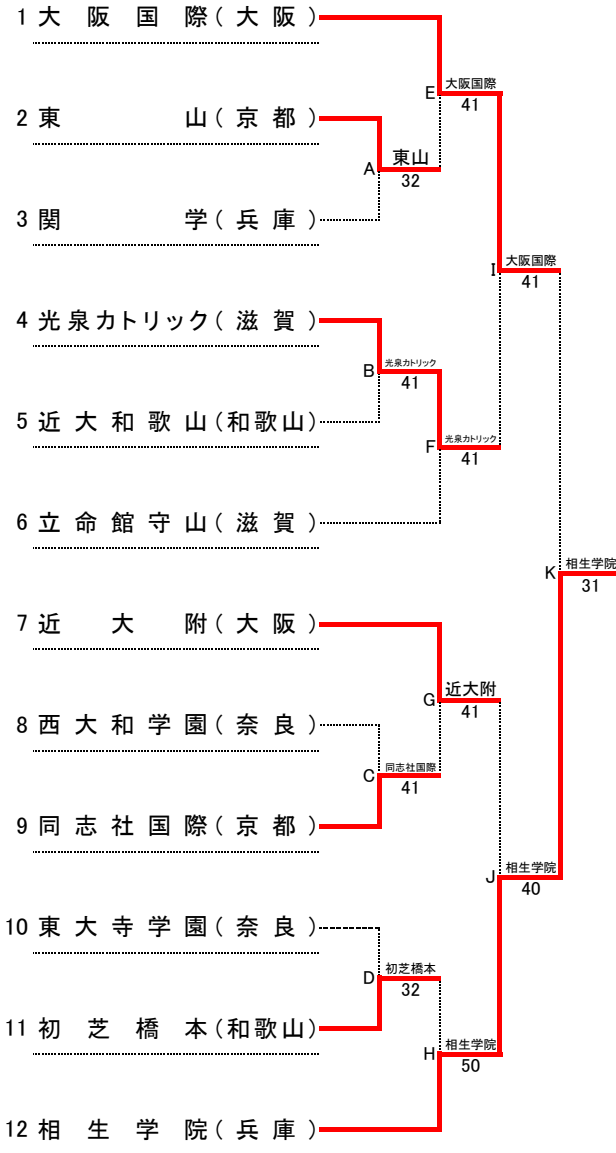 1 大阪国際(大阪)
E 大阪国際
41
2 東山(京都)
A 東山
32
3 関学(兵庫)
I 大阪国際
41
4 光泉カトリック(滋賀)
B 光泉カトリック
41
5 近大和歌山(和歌山)
F 光泉カトリック
41
6 立命館守山(滋賀)
K 相生学院
31
7 近大附(大阪)
G 近大附
41
8 西大和学園(奈良)
C 同志社国際
41
9 同志社国際(京都)
J 相生学院
40
10 東大寺学園(奈良)
D 初芝橋本
32
11 初芝橋本(和歌山)
H 相生学院
50
12 相生学院(兵庫)